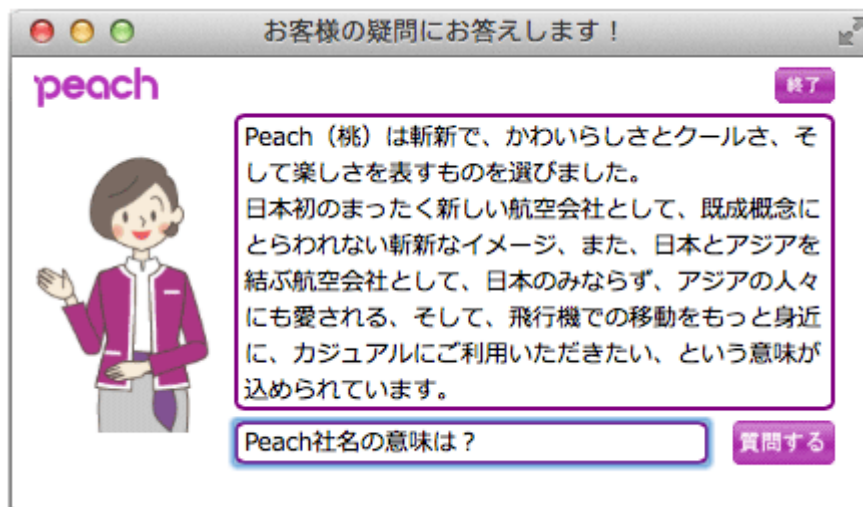 お客様の疑問にお答えします！
peach
終了
Peach（桃）は斬新で、かわいらしさとクールさ、そ
して楽しさを表すものを選びました。
日本初のまったく新しい航空会社として、既成概念に
とらわれない斬新なイメージ、また、日本とアジアを
結ぶ航空会社として、日本のみならず、アジアの人々
にも愛される、そして、飛行機での移動をもっと身近
に、カジュアルにご利用いただきたい、という意味が
込められています。
Peach社名の意味は？
質問する